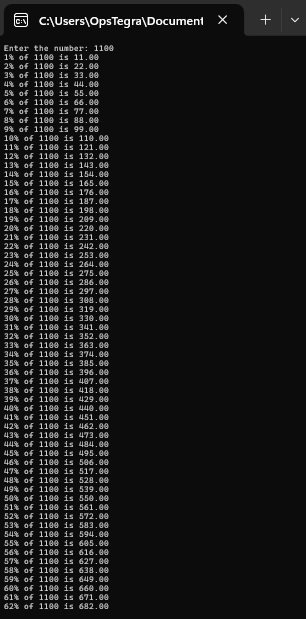 C:\Users\OpsTegra\Document
Enter the number: 1100
1% of 1100 is 11.00
2% of 1100 is 22.00
3% of 1100 is 33.00
4% of 1100 is 44.00
5% of 1100 is 55.00
6% of 1100 is 66.00
7% of 1100 is 77.00
8% of 1100 is 88.00
9% of 1100 is 99.00
10% of 1100 is 110.00
11% of 1100 is 121.00
12% of 1100 is 132.00
13% of 1100 is 143.00
14% of 1100 is 154.00
15% of 1100 is 165.00
16% of 1100 is 176.00
17% of 1100 is 187.00
18% of 1100 is 198.00
19% of 1100 is 209.00
20% of 1100 is 220.00
21% of 1100 is 231.00
22% of 1100 is 242.00
23% of 1100 is 253.00
24% of 1100 is 264.00
25% of 1100 is 275.00
26% of 1100 is 286.00
27% of 1100 is 297.00
28% of 1100 is 308.00
29% of 1100 is 319.00
30% of 1100 is 330.00
31% of 1100 is 341.00
32% of 1100 is 352.00
33% of 1100 is 363.00
34% of 1100 is 374.00
35% of 1100 is 385.00
36% of 1100 is 396.00
37% of 1100 is 407.00
38% of 1100 is 418.00
39% of 1100 is 429.00
40% of 1100 is 440.00
41% of 1100 is 451.00
42% of 1100 is 462.00
43% of 1100 is 473.00
44% of 1100 is 484.00
45% of 1100 is 495.00
46% of 1100 is 506.00
47% of 1100 is 517.00
48% of 1100 is 528.00
49% of 1100 is 539.00
50% of 1100 is 550.00
51% of 1100 is 561.00
52% of 1100 is 572.00
53% of 1100 is 583.00
54% of 1100 is 594.00
55% of 1100 is 605.00
56% of 1100 is 616.00
57% of 1100 is 627.00
58% of 1100 is 638.00
59% of 1100 is 649.00
60% of 1100 is 660.00
61% of 1100 is 671.00
62% of 1100 is 682.00